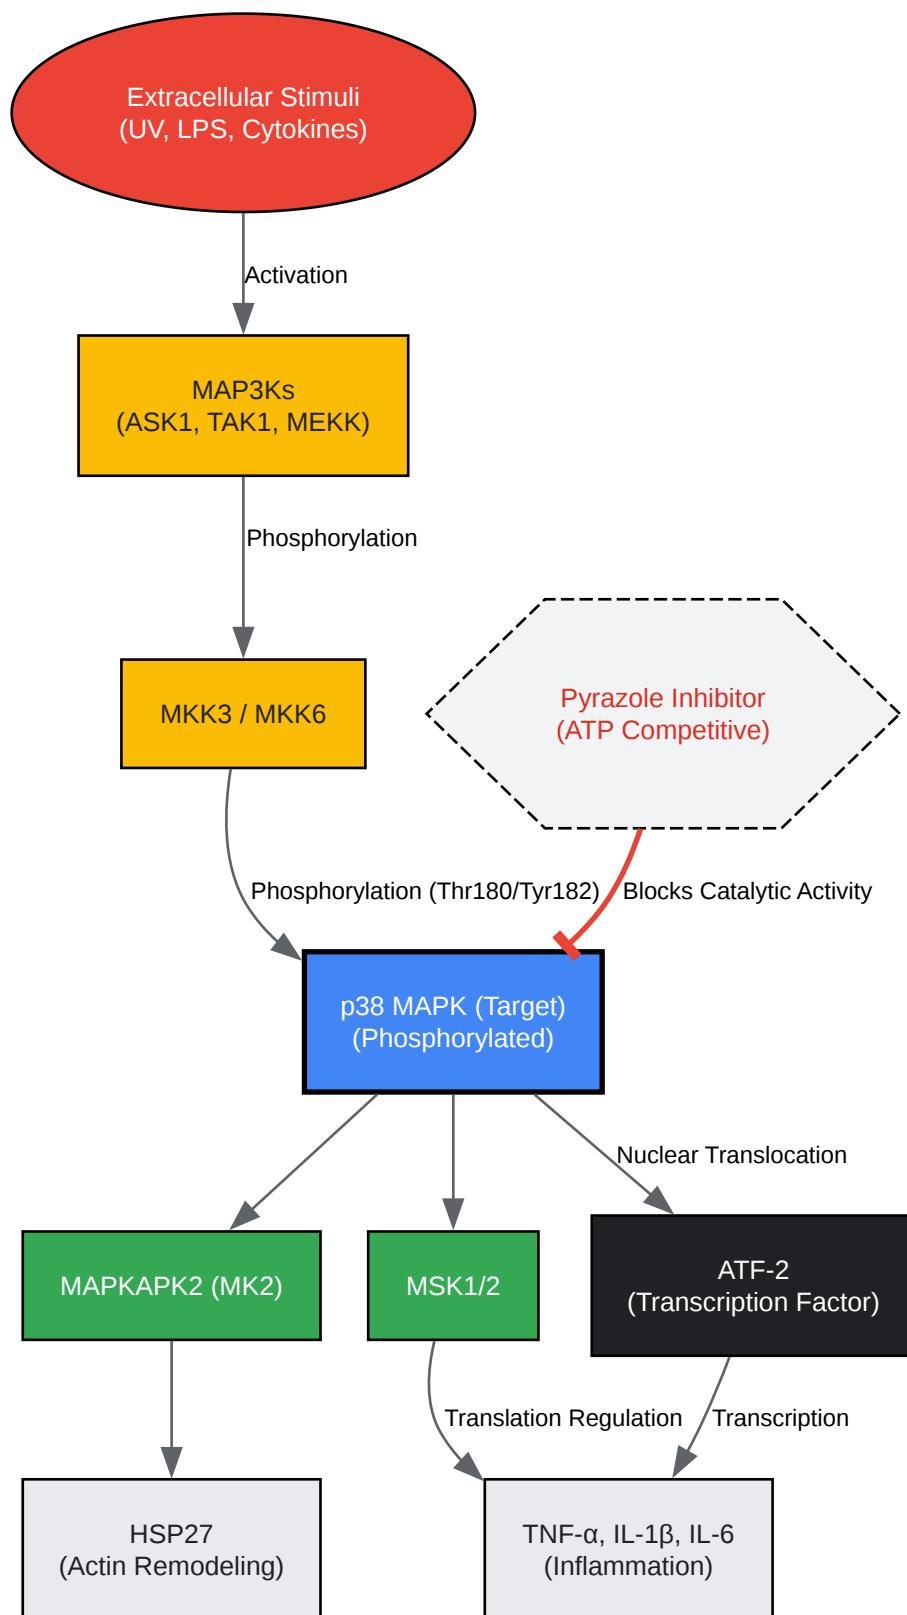 Extracellular Stimuli
(UV, LPS, Cytokines)
Activation
MAP3Ks
(ASK1, TAK1, MEKK)
Phosphorylation
MKK3 / MKK6
Pyrazole Inhibitor
(ATP Competitive)
Phosphorylation (Thr180/Tyr182)
Blocks Catalytic Activity
p38 MAPK (Target)
(Phosphorylated)
Nuclear Translocation
MAPKAPK2 (MK2)
MSK1/2
ATF-2
(Transcription Factor)
Translation Regulation
Transcription
HSP27
(Actin Remodeling)
TNF-α, IL-1β, IL-6
(Inflammation)